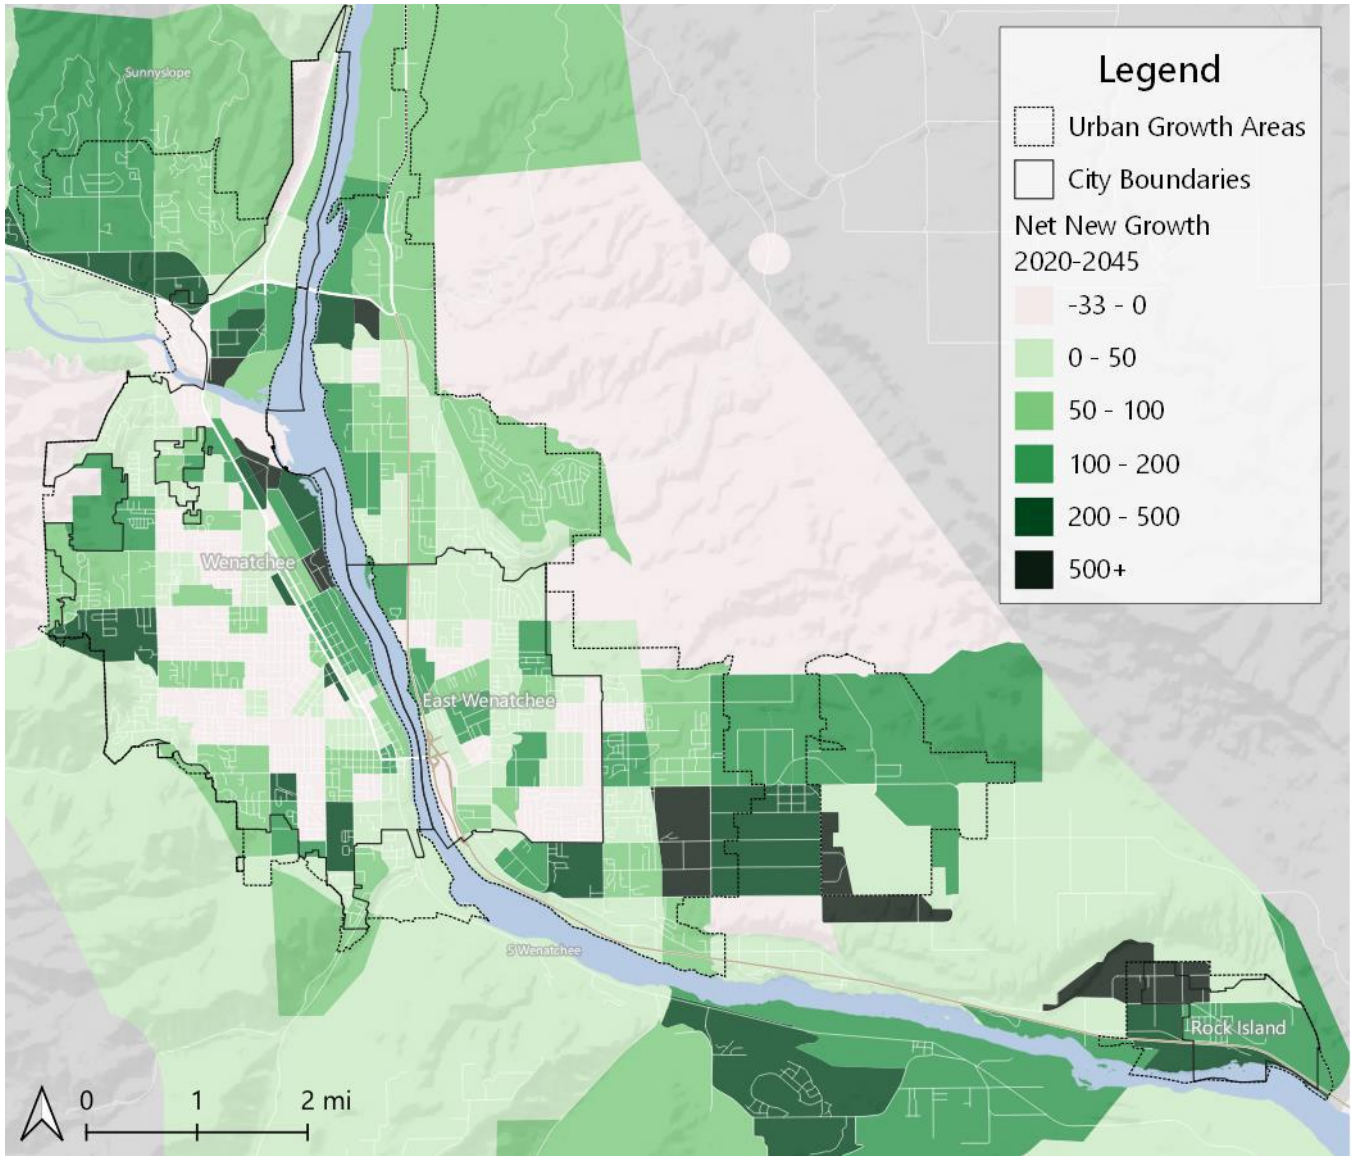 Sunnyslope
Legend
Urban Growth Areas
City Boundaries
Net New Growth
2020-2045
-33 - 0
0 - 50
50 - 100
100 - 200
200 - 500
500+
Wenatchee
East Wenatchee
S Wenatchee
Rock Island
0 1 2 mi